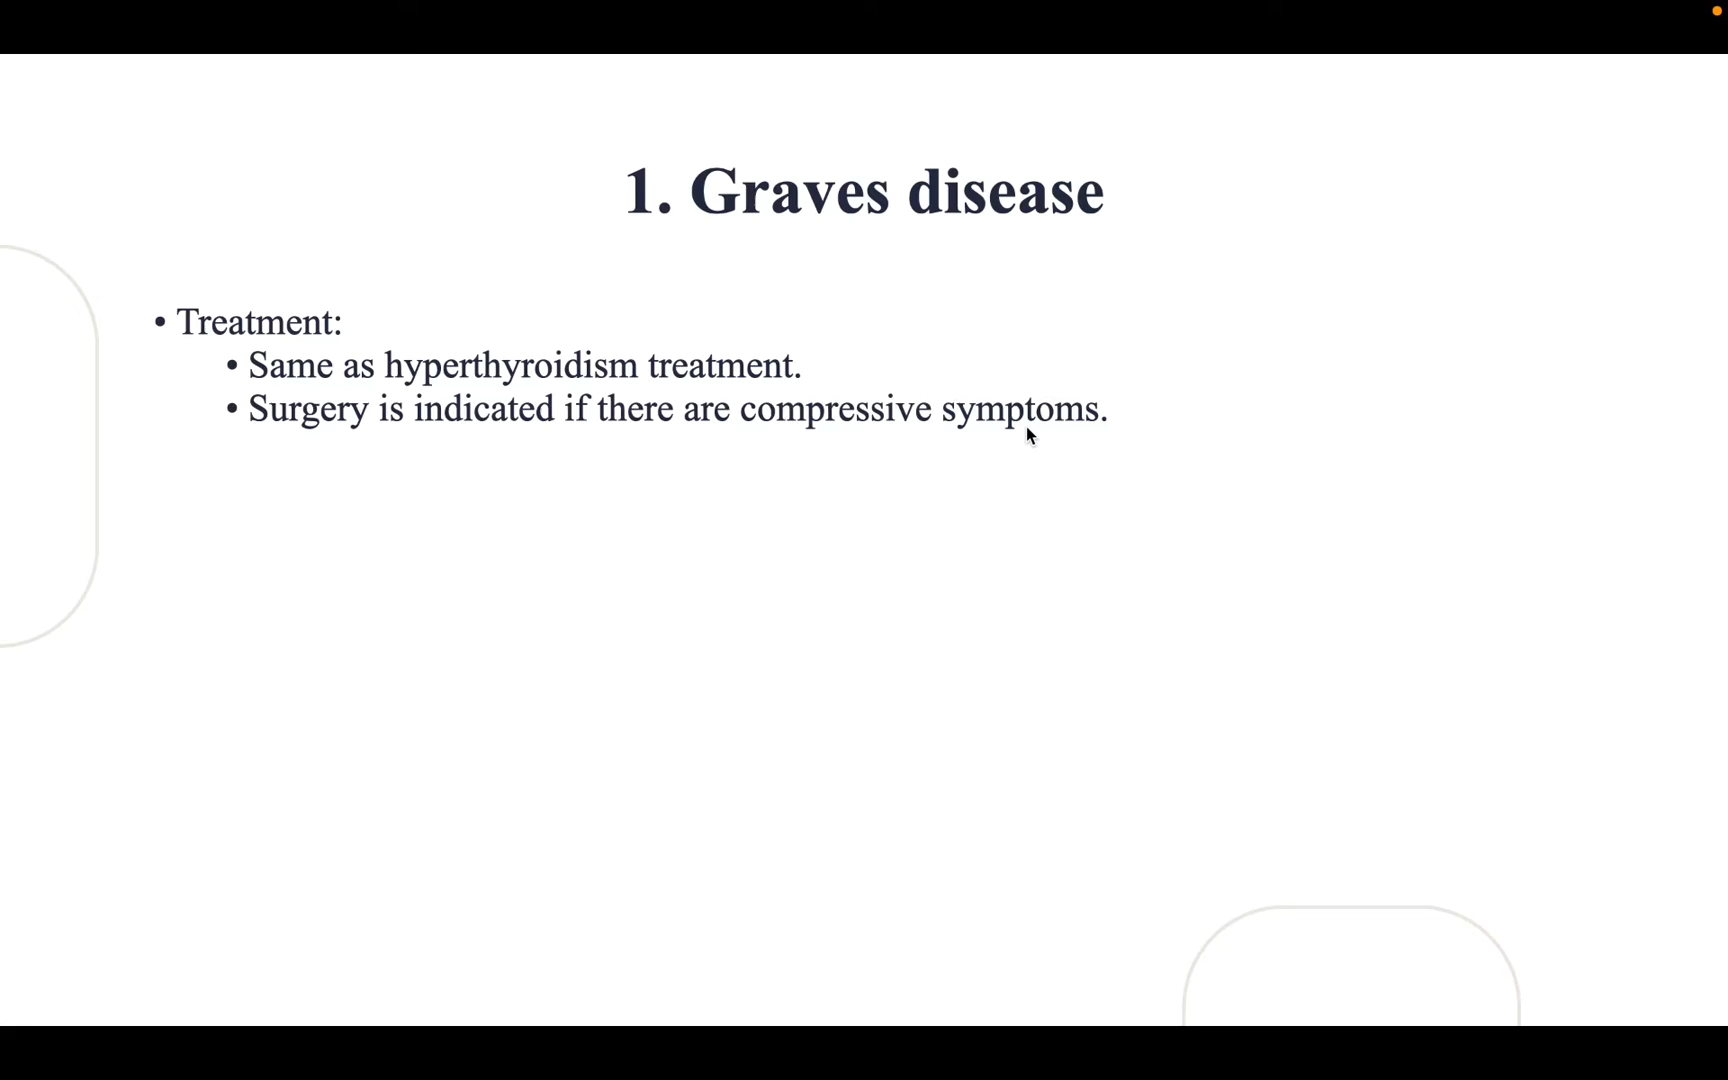 1. Graves disease
• Treatment:
• Same as hyperthyroidism treatment.
• Surgery is indicated if there are compressive symptoms.